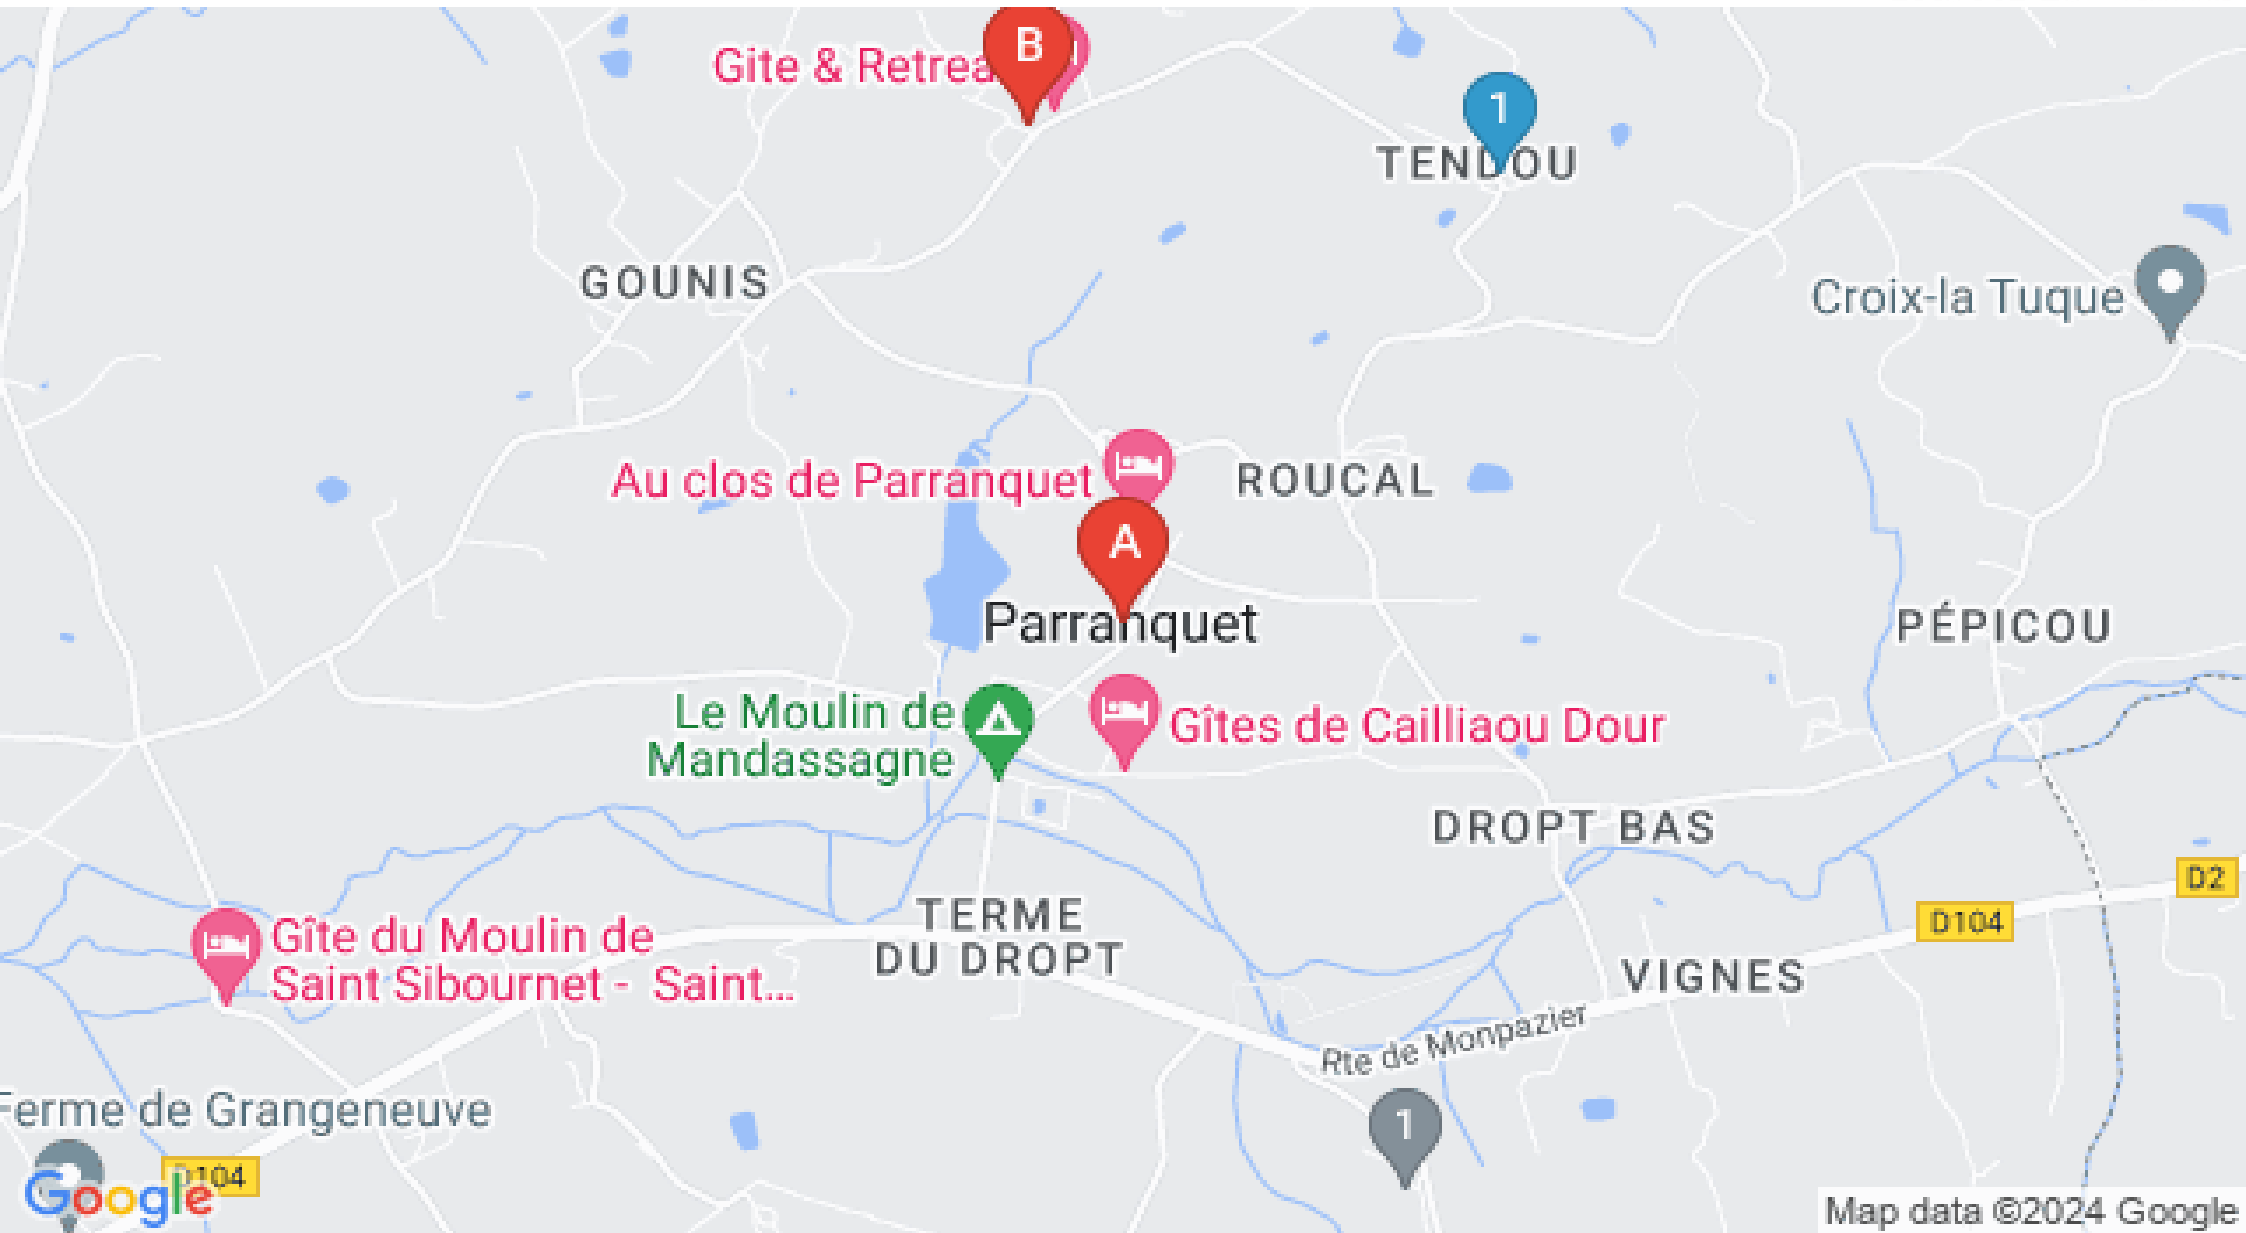 B
Gite & Retrea
1
TENDOU
GOUNIS
Croix-la Tuque
Au clos de Parranquet
ROUCAL
A
Parranquet
PÉPICOU
Le Moulin de
Mandassagne
Gîtes de Cailliaou Dour
DROPT BAS
D2
TERME
DU DROPT
D104
Gîte du Moulin de
Saint Sibournet - Saint...
VIGNES
Rte de Monpazier
Ferme de Grangeneuve
1
D104
Google
Map data ©2024 Google